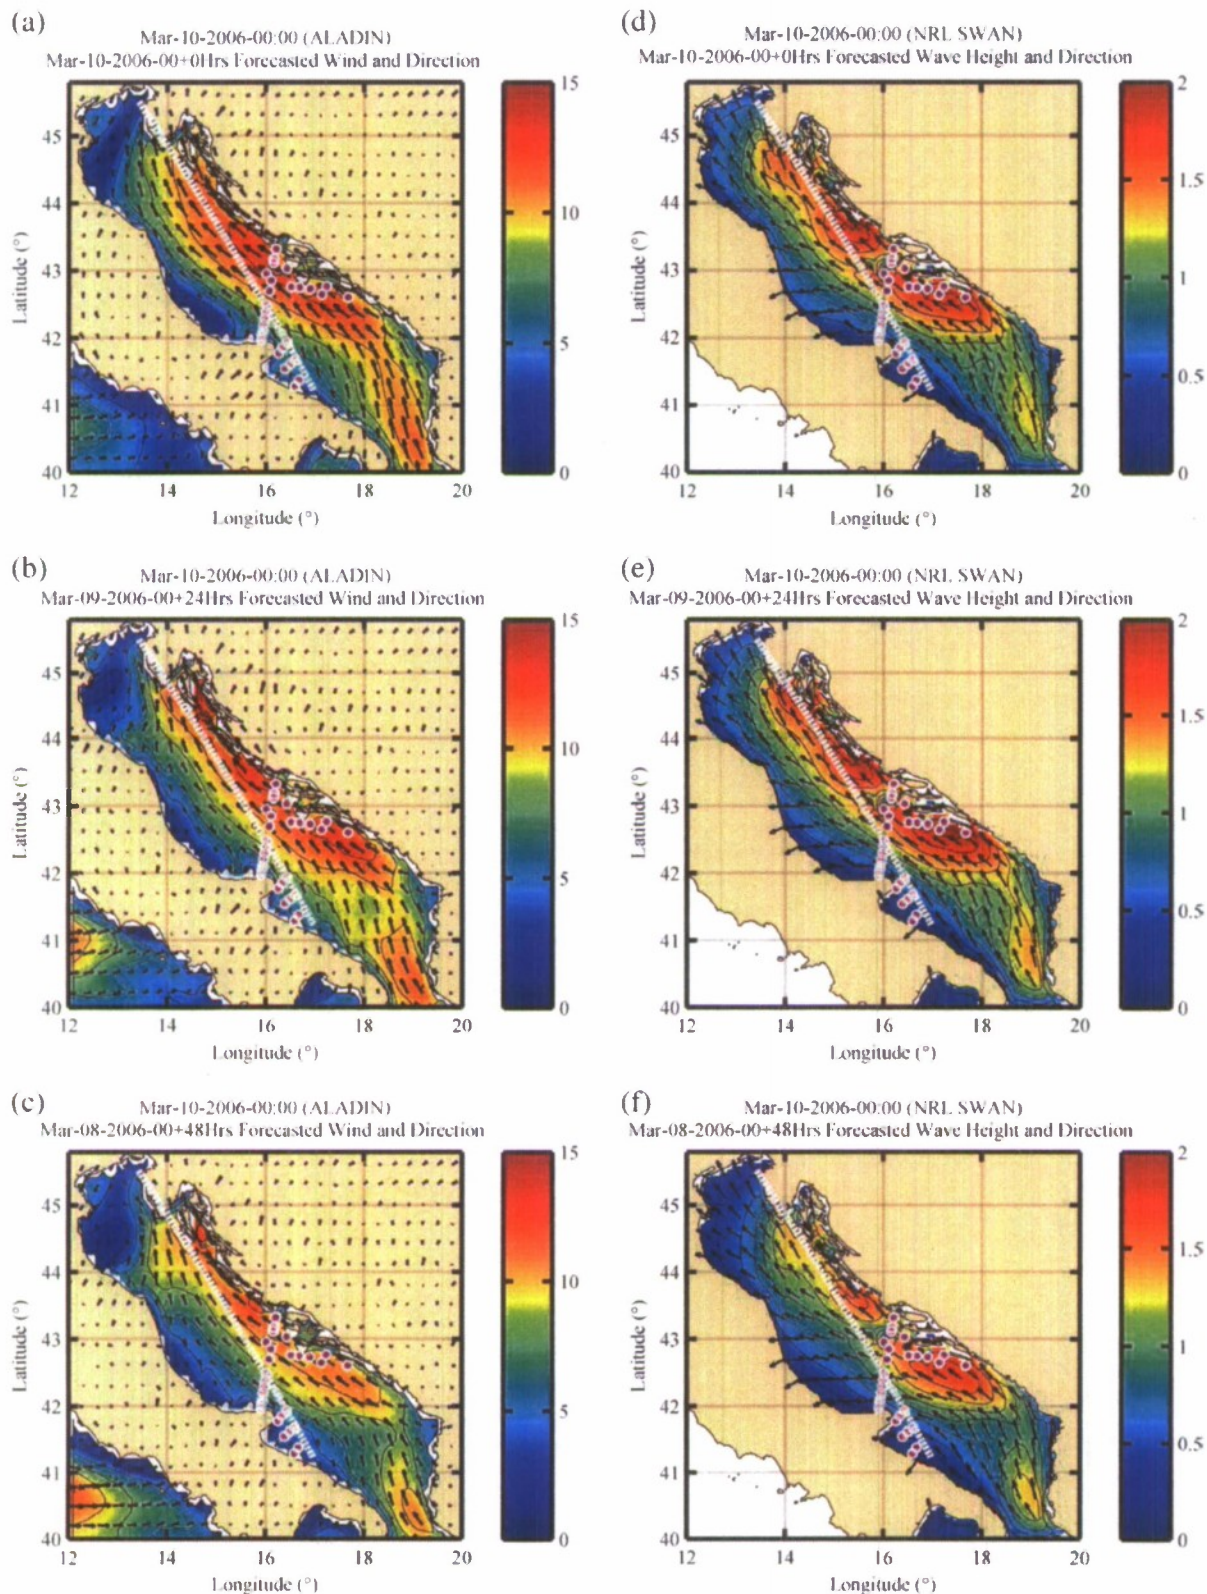 (a)
Mar-10-2006-00:00 (ALADIN)
Mar-10-2006-00+0Hrs Forecasted Wind and Direction
45
44
43
42
41
40
Latitude (°)
12 14 16 18 20
Longitude (°)
15
10
5
0
(d)
Mar-10-2006-00:00 (NRL SWAN)
Mar-10-2006-00+0Hrs Forecasted Wave Height and Direction
45
44
43
42
41
40
Latitude (°)
12 14 16 18 20
Longitude (°)
2
1.5
1
0.5
0
(b)
Mar-10-2006-00:00 (ALADIN)
Mar-09-2006-00+24Hrs Forecasted Wind and Direction
45
44
43
42
41
40
Latitude (°)
12 14 16 18 20
Longitude (°)
15
10
5
0
(e)
Mar-10-2006-00:00 (NRL SWAN)
Mar-09-2006-00+24Hrs Forecasted Wave Height and Direction
45
44
43
42
41
40
Latitude (°)
12 14 16 18 20
Longitude (°)
2
1.5
1
0.5
0
(c)
Mar-10-2006-00:00 (ALADIN)
Mar-08-2006-00+48Hrs Forecasted Wind and Direction
45
44
43
42
41
40
Latitude (°)
12 14 16 18 20
Longitude (°)
15
10
5
0
(f)
Mar-10-2006-00:00 (NRL SWAN)
Mar-08-2006-00+48Hrs Forecasted Wave Height and Direction
45
44
43
42
41
40
Latitude (°)
12 14 16 18 20
Longitude (°)
2
1.5
1
0.5
0